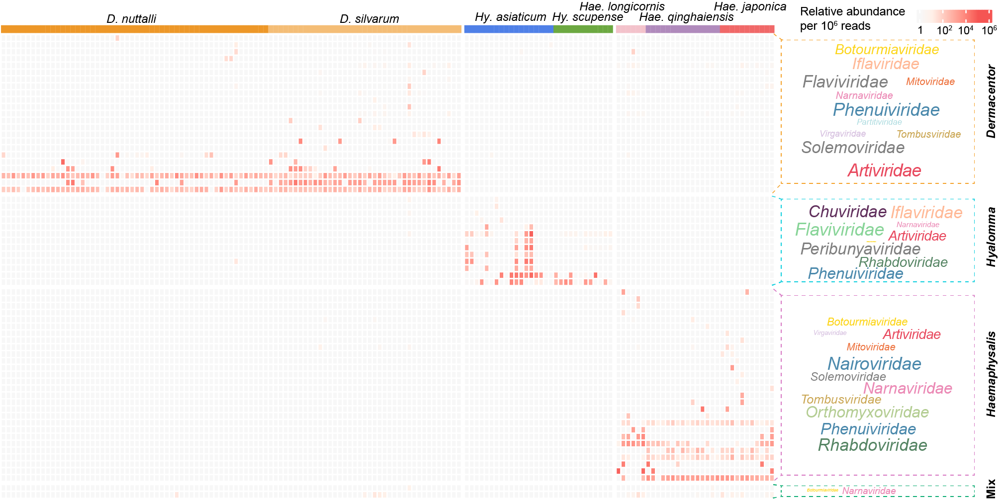 Hae. longicornis Hae. japonica
D. nuttalli D. silvarum Hy. asiaticum Hy. scupense Hae. qinghaiensis
Relative abundance
per 10⁶ reads
1 10² 10⁴ 10⁶
Dermacentor
Botourmiaviridae
Iflaviridae
Flaviviridae Mitoviridae
Narnaviridae
Phenuiviridae
Partitiviridae
Virgaviridae Tombusviridae
Solemoviridae
Artiviridae
Hyalomma
Chuviridae Iflaviridae
Narnaviridae
Flaviviridae
Artiviridae
Peribunyaviridae
Rhabdoviridae
Phenuiviridae
Haemaphysalis
Botourmiaviridae
Virgaviridae Artiviridae
Mitoviridae
Nairoviridae
Solemoviridae
Narnaviridae
Tombusviridae
Orthomyxoviridae
Phenuiviridae
Rhabdoviridae
Mix
Botourmiaviridae Narnaviridae